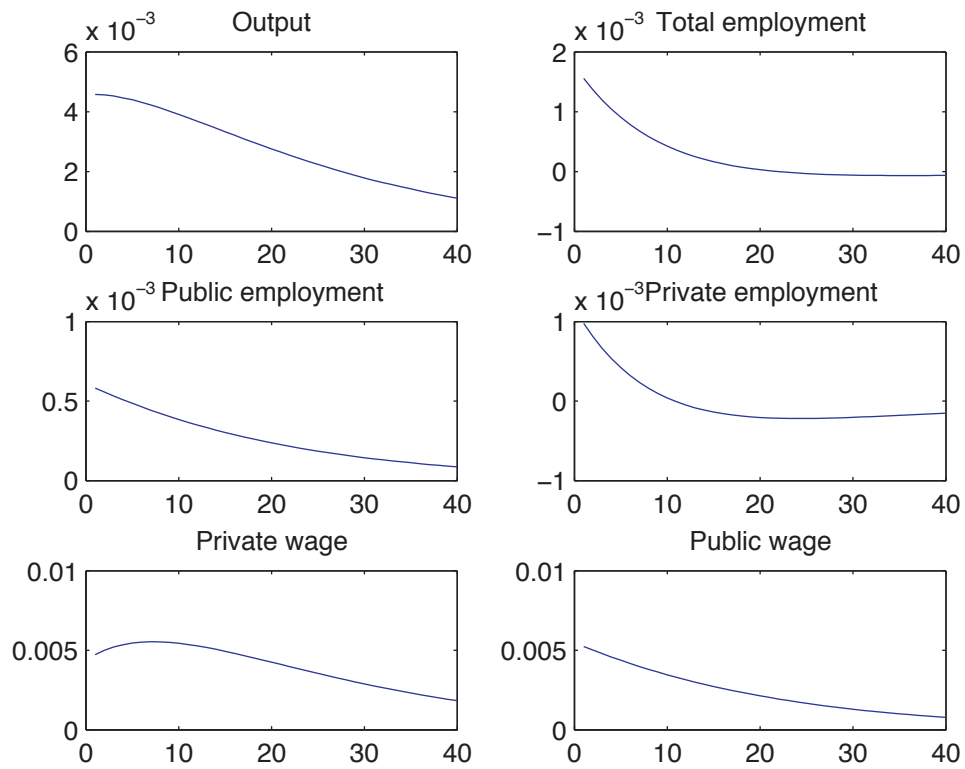 x 10⁻³ Output
6
4
2
0
0 10 20 30 40
x 10⁻³ Total employment
2
1
0
−1
0 10 20 30 40
x 10⁻³ Public employment
1
0.5
0
0 10 20 30 40
x 10⁻³ Private employment
1
0
−1
0 10 20 30 40
Private wage
0.01
0.005
0
0 10 20 30 40
Public wage
0.01
0.005
0
0 10 20 30 40